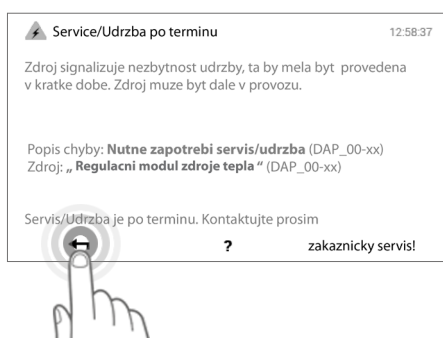 Service/Udrzba po terminu 12:58:37
Zdroj signalizuje nezbytnost udrzby, ta by mela byt provedena
v kratke dobe. Zdroj muze byt dale v provozu.
Popis chyby: Nutne zapotrebi servis/udrzba (DAP_00-xx)
Zdroj: „ Regulacni modul zdroje tepla “ (DAP_00-xx)
Servis/Udrzba je po terminu. Kontaktujte prosim
? zakaznicky servis!